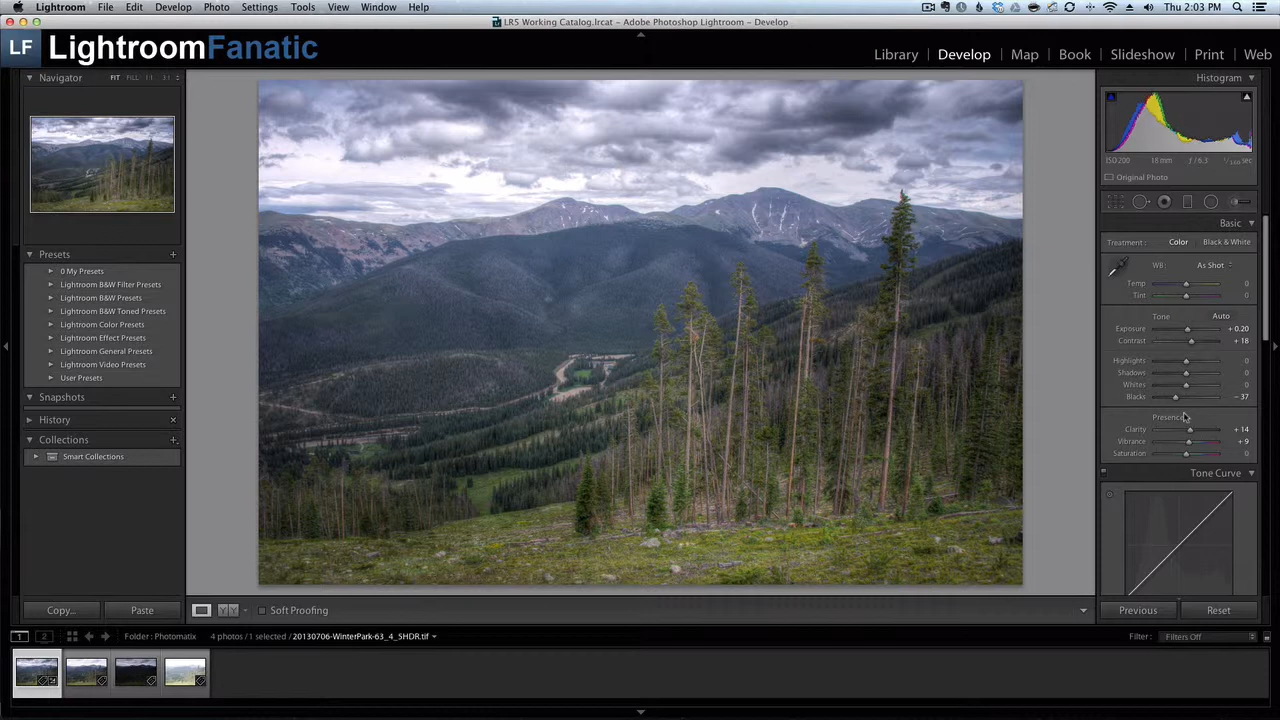 Lightroom File Edit Develop Photo Settings Tools View Window Help Thu 2:03 PM
LR5 Working Catalog.lrcat - Adobe Photoshop Lightroom - Develop
LF LightroomFanatic
Library | Develop | Map | Book | Slideshow | Print | Web
Navigator FIT FILL
Presets +
0 My Presets
Lightroom B&W Filter Presets
Lightroom B&W Presets
Lightroom B&W Toned Presets
Lightroom Color Presets
Lightroom Effect Presets
Lightroom General Presets
Lightroom Video Presets
User Presets
Snapshots +
History ×
Collections +
Smart Collections
Copy... Paste
Histogram
ISO 200 18 mm ƒ / 6.3
Original Photo
Basic
Treatment : Color Black & White
WB : As Shot
Temp 0
Tint 0
Tone Auto
Exposure + 0.20
Contrast + 18
Highlights 0
Shadows 0
Whites 0
Blacks - 37
Presence
Clarity + 14
Vibrance + 9
Saturation 0
Tone Curve
Previous Reset
YY Soft Proofing
1 2 Folder : Photomatix 4 photos / 1 selected / 20130706-WinterPark-63_4_5HDR.tif Filter : Filters Off